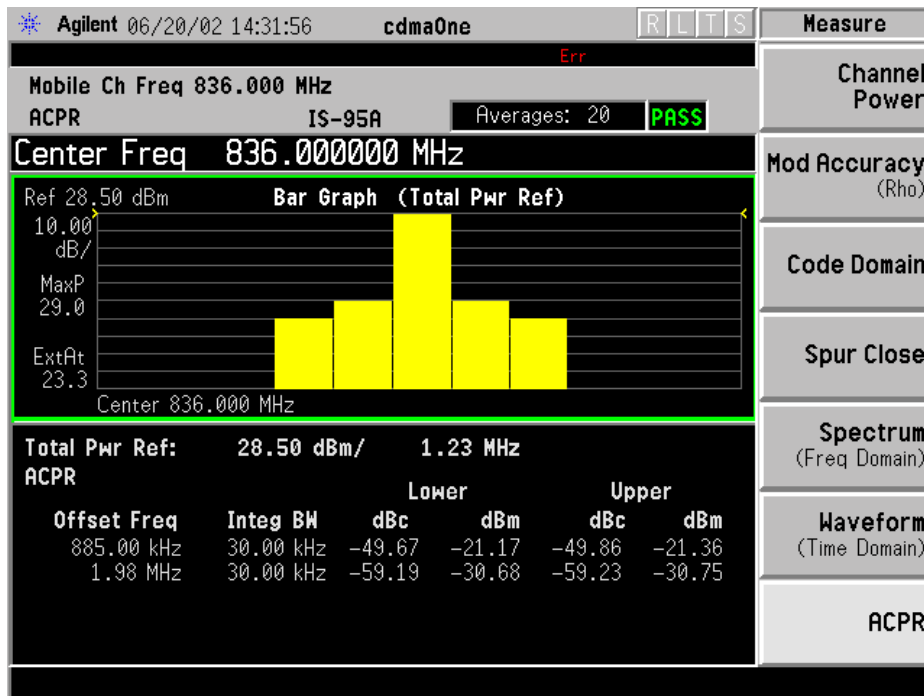 Agilent 06/20/02 14:31:56 cdmaOne R L T S
Measure
Err
Mobile Ch Freq 836.000 MHz
ACPR IS-95A Averages: 20 PASS
Center Freq 836.000000 MHz
Ref 28.50 dBm Bar Graph (Total Pwr Ref)
10.00
dB/
MaxP
29.0
ExtAt
23.3
Center 836.000 MHz
Total Pwr Ref: 28.50 dBm/ 1.23 MHz
ACPR
Lower Upper
Offset Freq Integ BW dBc dBm dBc dBm
885.00 kHz 30.00 kHz -49.67 -21.17 -49.86 -21.36
1.98 MHz 30.00 kHz -59.19 -30.68 -59.23 -30.75
Channel
Power
Mod Accuracy
(Rho)
Code Domain
Spur Close
Spectrum
(Freq Domain)
Waveform
(Time Domain)
ACPR